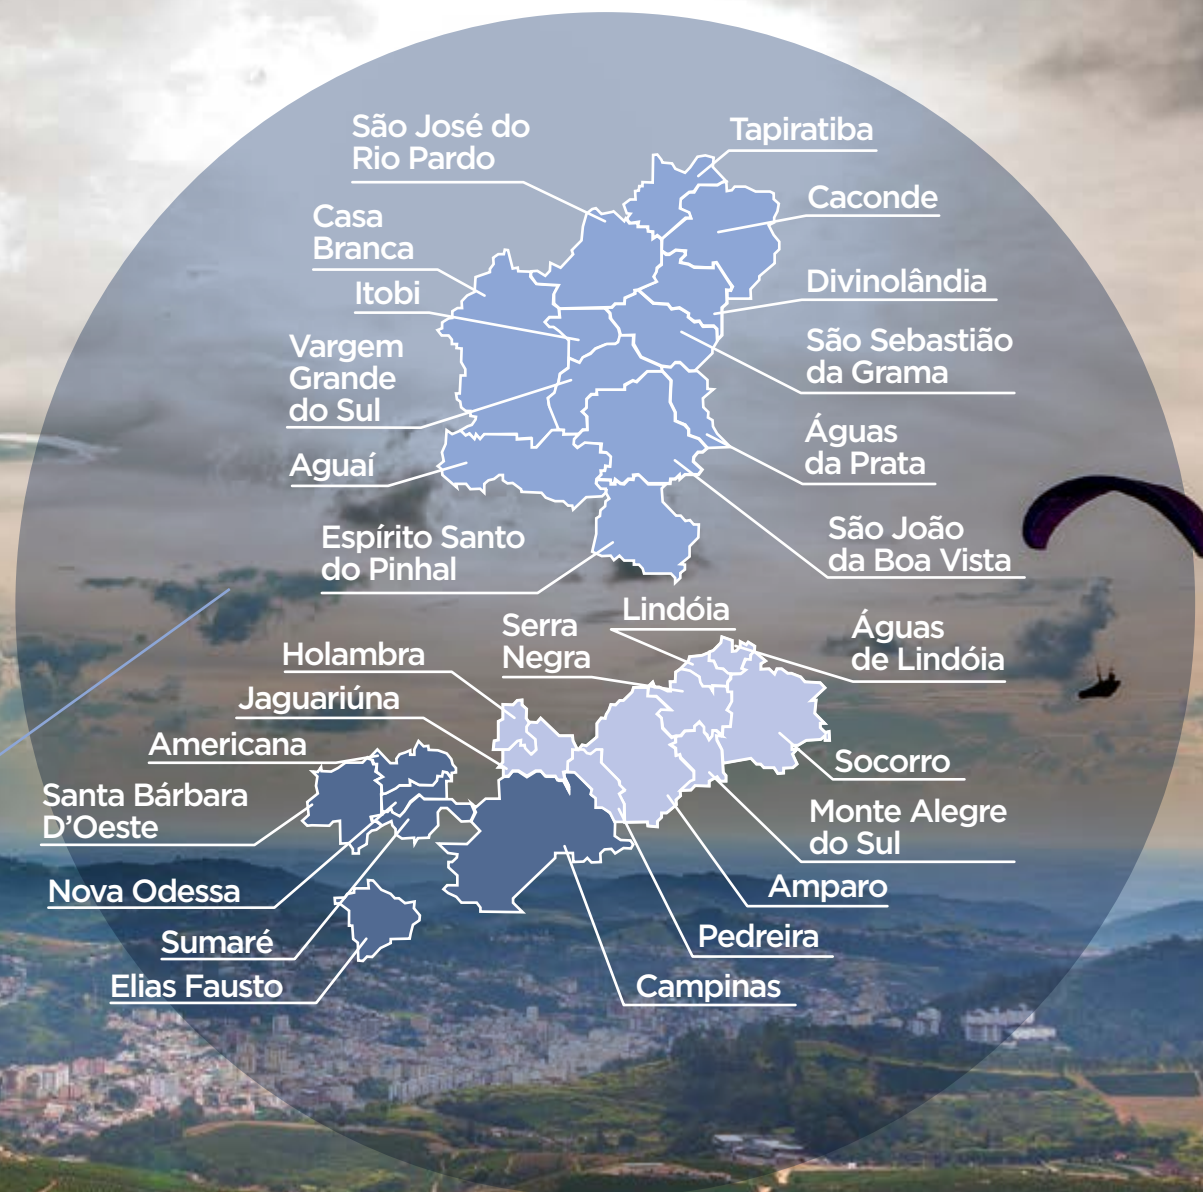 São José do
Rio Pardo
Tapiratiba
Caconde
Casa
Branca
Itobi
Divinolândia
Vargem
Grande
do Sul
São Sebastião
da Grama
Águas
da Prata
Aguaí
Espírito Santo
do Pinhal
São João
da Boa Vista
Lindóia
Serra
Negra
Águas
de Lindóia
Holambra
Jaguariúna
Americana
Socorro
Santa Bárbara
D'Oeste
Monte Alegre
do Sul
Nova Odessa
Amparo
Sumaré
Pedreira
Elias Fausto
Campinas